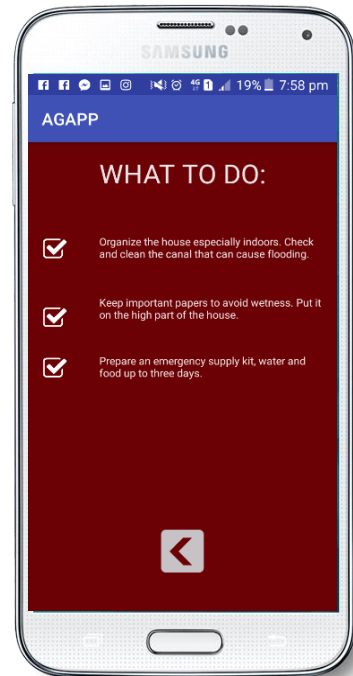 SAMSUNG
4G 1 19% 7:58 pm
AGAPP
WHAT TO DO:
Organize the house especially indoors. Check
and clean the canal that can cause flooding.
Keep important papers to avoid wetness. Put it
on the high part of the house.
Prepare an emergency supply kit, water and
food up to three days.